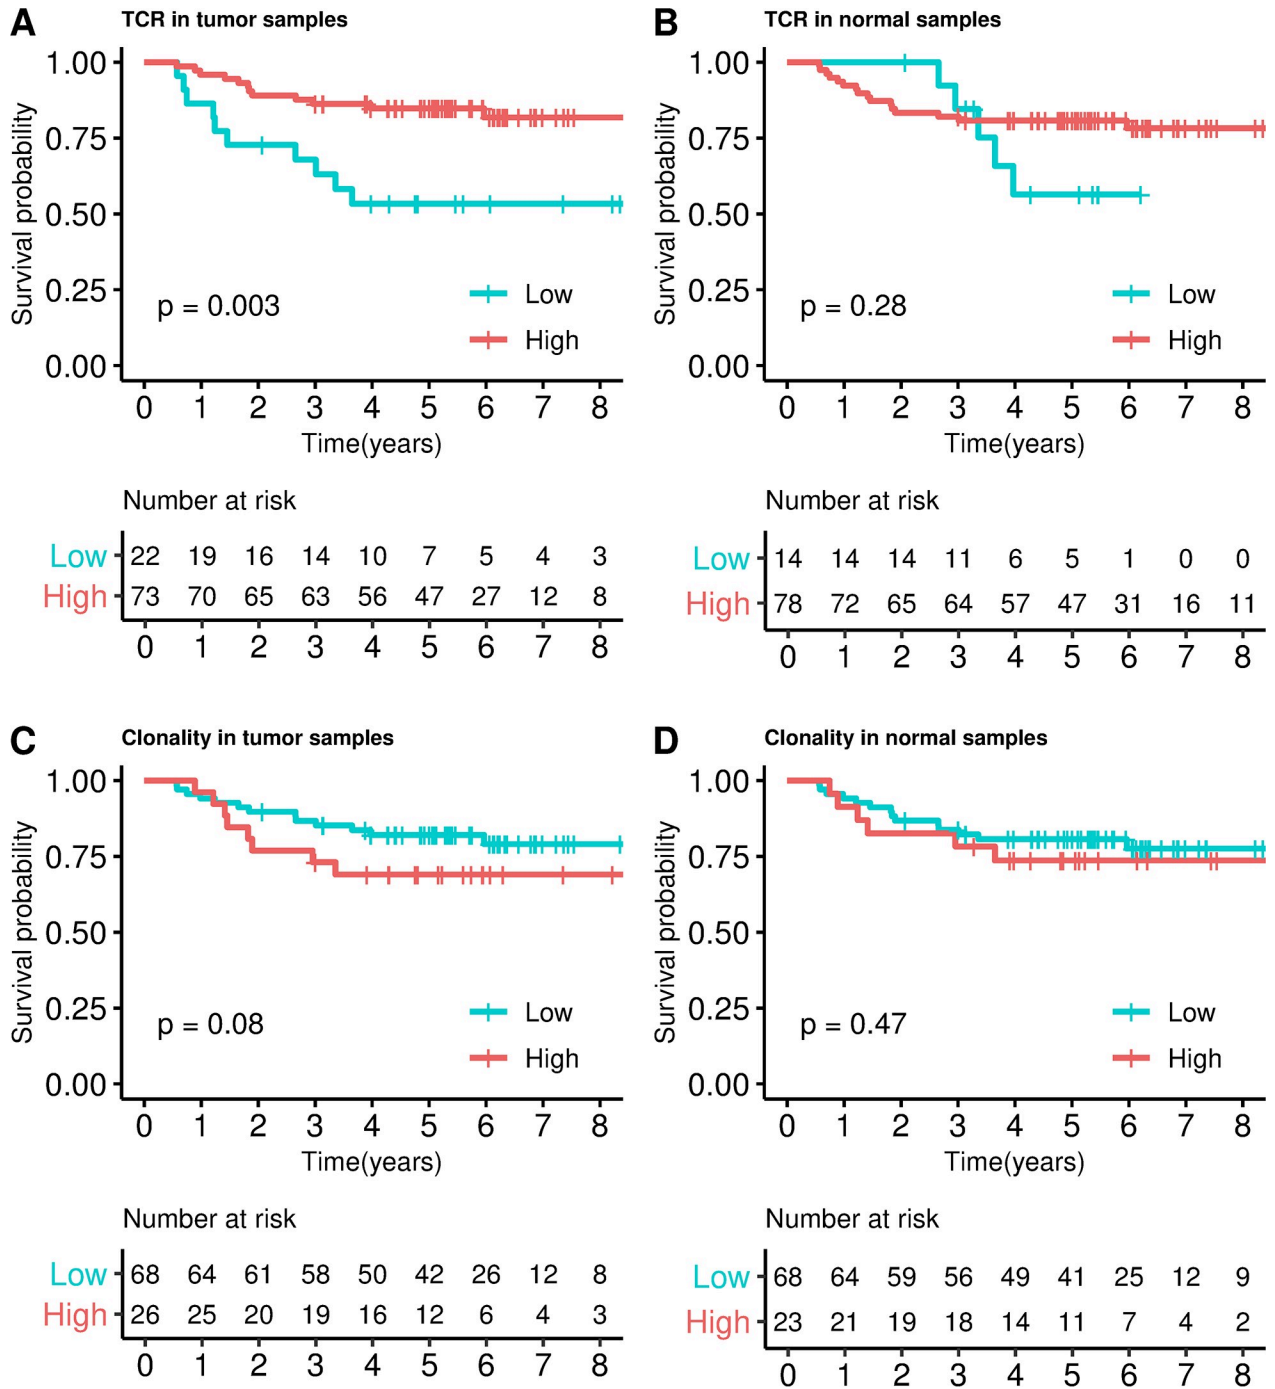 A TCR in tumor samples
1.00
0.75
0.50
0.25
0.00
Survival probability
p = 0.003
Low
High
0 1 2 3 4 5 6 7 8
Time(years)
Number at risk
Low 22 19 16 14 10 7 5 4 3
High 73 70 65 63 56 47 27 12 8
0 1 2 3 4 5 6 7 8
B TCR in normal samples
1.00
0.75
0.50
0.25
0.00
Survival probability
p = 0.28
Low
High
0 1 2 3 4 5 6 7 8
Time(years)
Number at risk
Low 14 14 14 11 6 5 1 0 0
High 78 72 65 64 57 47 31 16 11
0 1 2 3 4 5 6 7 8
C Clonality in tumor samples
1.00
0.75
0.50
0.25
0.00
Survival probability
p = 0.08
Low
High
0 1 2 3 4 5 6 7 8
Time(years)
Number at risk
Low 68 64 61 58 50 42 26 12 8
High 26 25 20 19 16 12 6 4 3
0 1 2 3 4 5 6 7 8
D Clonality in normal samples
1.00
0.75
0.50
0.25
0.00
Survival probability
p = 0.47
Low
High
0 1 2 3 4 5 6 7 8
Time(years)
Number at risk
Low 68 64 59 56 49 41 25 12 9
High 23 21 19 18 14 11 7 4 2
0 1 2 3 4 5 6 7 8